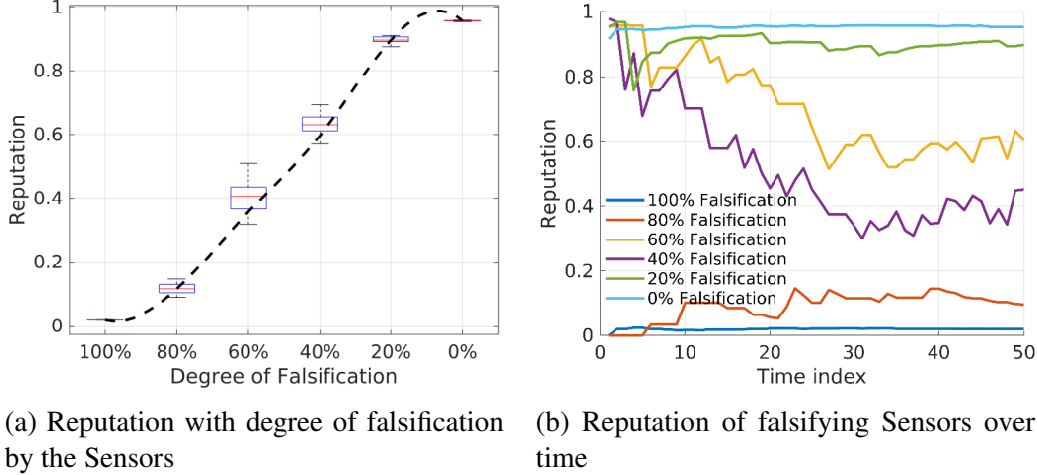 1
0.8
0.6
0.4
0.2
0
Reputation
100% 80% 60% 40% 20% 0%
Degree of Falsification
1
0.8
0.6
0.4
0.2
0
Reputation
100% Falsification
80% Falsification
60% Falsification
40% Falsification
20% Falsification
0% Falsification
0 10 20 30 40 50
Time index
(a) Reputation with degree of falsification
by the Sensors
(b) Reputation of falsifying Sensors over
time